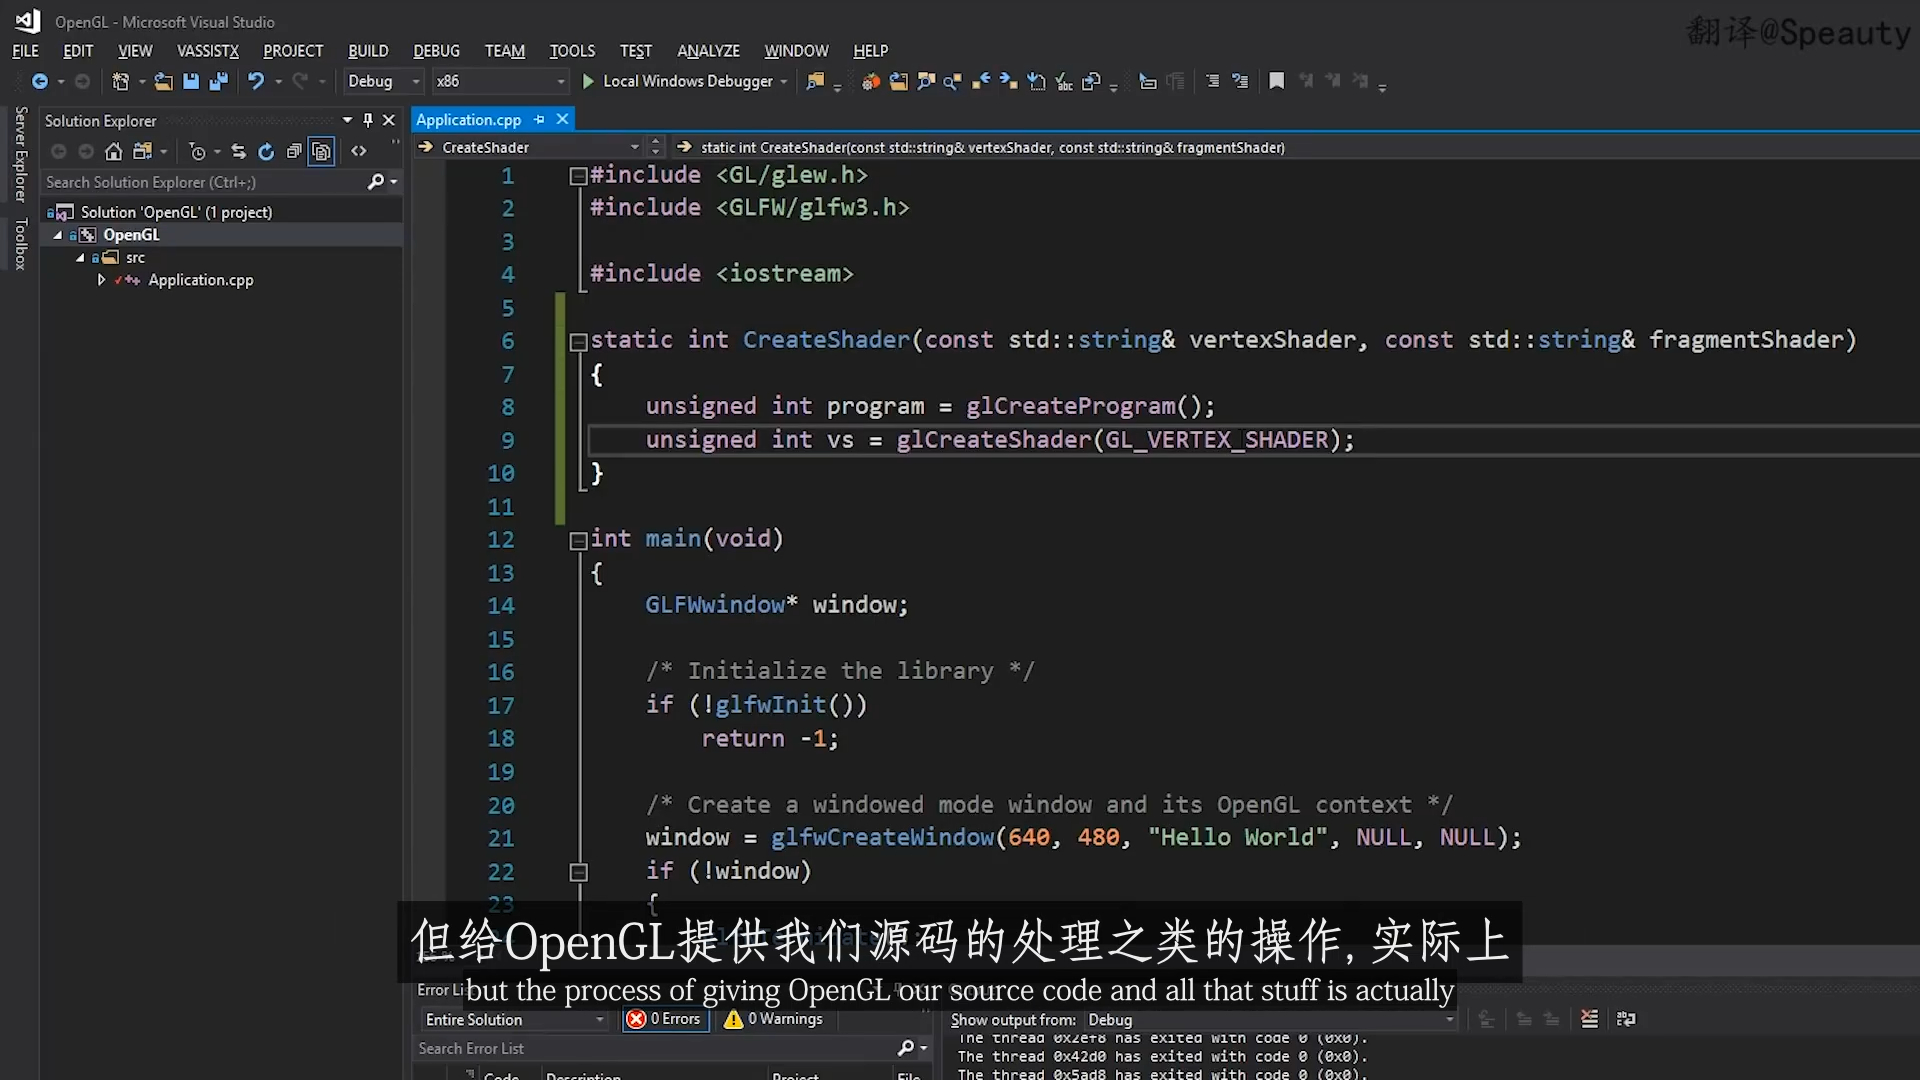 OpenGL - Microsoft Visual Studio
翻译@Speauty
FILE EDIT VIEW VASSISTX PROJECT BUILD DEBUG TEAM TOOLS TEST ANALYZE WINDOW HELP
Debug x86 Local Windows Debugger
Server Explorer
Toolbox
Solution Explorer
Search Solution Explorer (Ctrl+;)
Solution 'OpenGL' (1 project)
OpenGL
src
Application.cpp
Application.cpp
CreateShader static int CreateShader(const std::string& vertexShader, const std::string& fragmentShader)
1 #include <GL/glew.h>
2 #include <GLFW/glfw3.h>
3
4 #include <iostream>
5
6 static int CreateShader(const std::string& vertexShader, const std::string& fragmentShader)
7 {
8 unsigned int program = glCreateProgram();
9 unsigned int vs = glCreateShader(GL_VERTEX_SHADER);
10 }
11
12 int main(void)
13 {
14 GLFWwindow* window;
15
16 /* Initialize the library */
17 if (!glfwInit())
18 return -1;
19
20 /* Create a windowed mode window and its OpenGL context */
21 window = glfwCreateWindow(640, 480, "Hello World", NULL, NULL);
22 if (!window)
23 {
但给OpenGL提供我们源码的处理之类的操作, 实际上
but the process of giving OpenGL our source code and all that stuff is actually
Error Li
Entire Solution 0 Errors 0 Warnings
Search Error List
Code Description Project File
Show output from: Debug
The thread 0x2ef8 has exited with code 0 (0x0).
The thread 0x42d0 has exited with code 0 (0x0).
The thread 0x5ad8 has exited with code 0 (0x0).